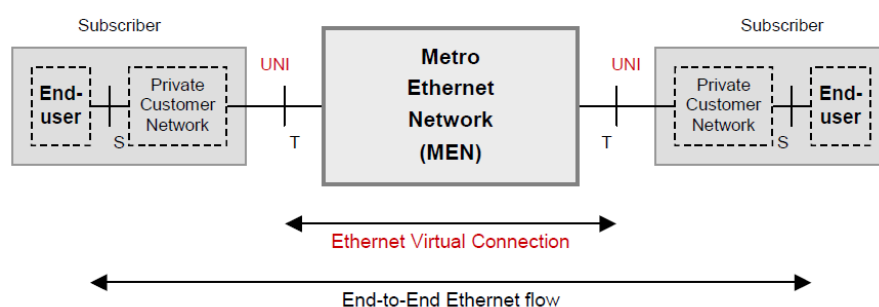 Subscriber
Subscriber
UNI
UNI
End-
user
S
Private
Customer
Network
T
Metro
Ethernet
Network
(MEN)
T
Private
Customer
Network
S
End-
user
Ethernet Virtual Connection
End-to-End Ethernet flow